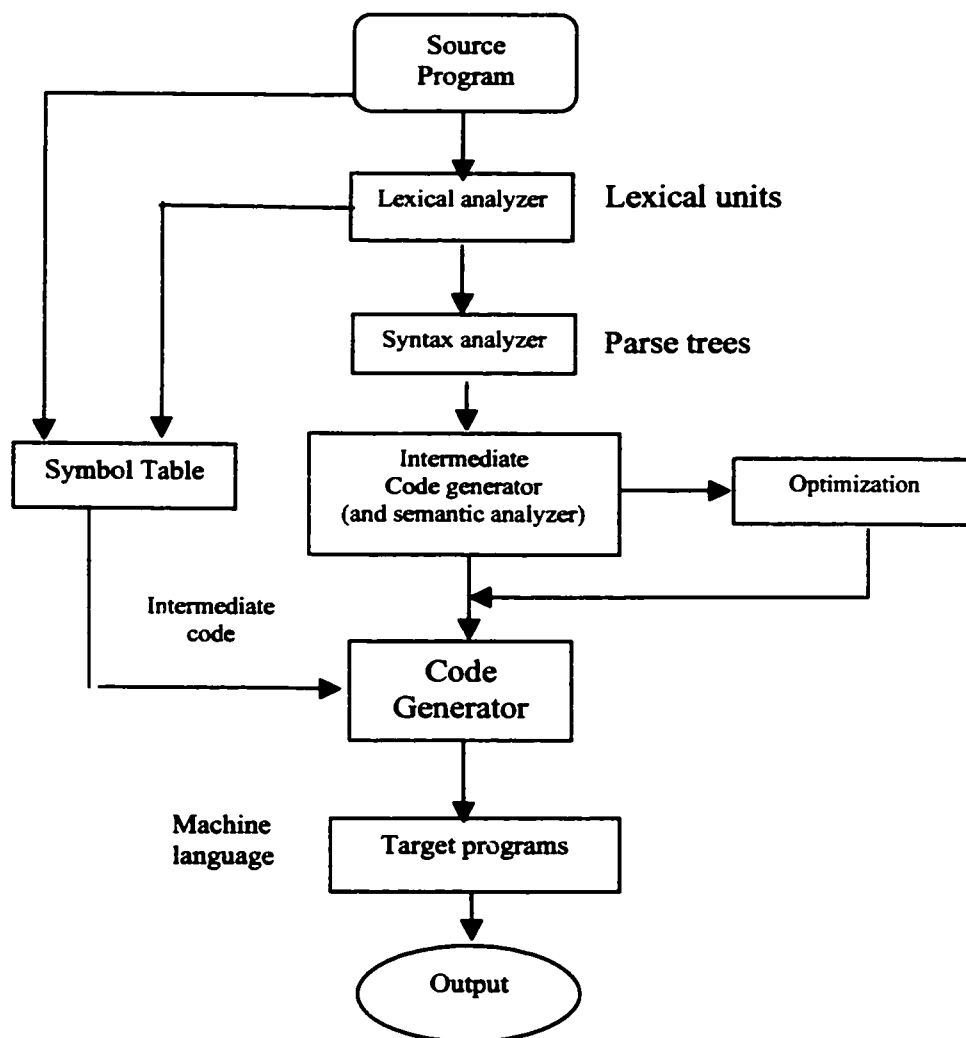 Source
Program
Lexical analyzer
Lexical units
Syntax analyzer
Parse trees
Symbol Table
Intermediate
Code generator
(and semantic analyzer)
Optimization
Intermediate
code
Code
Generator
Machine
language
Target programs
Output